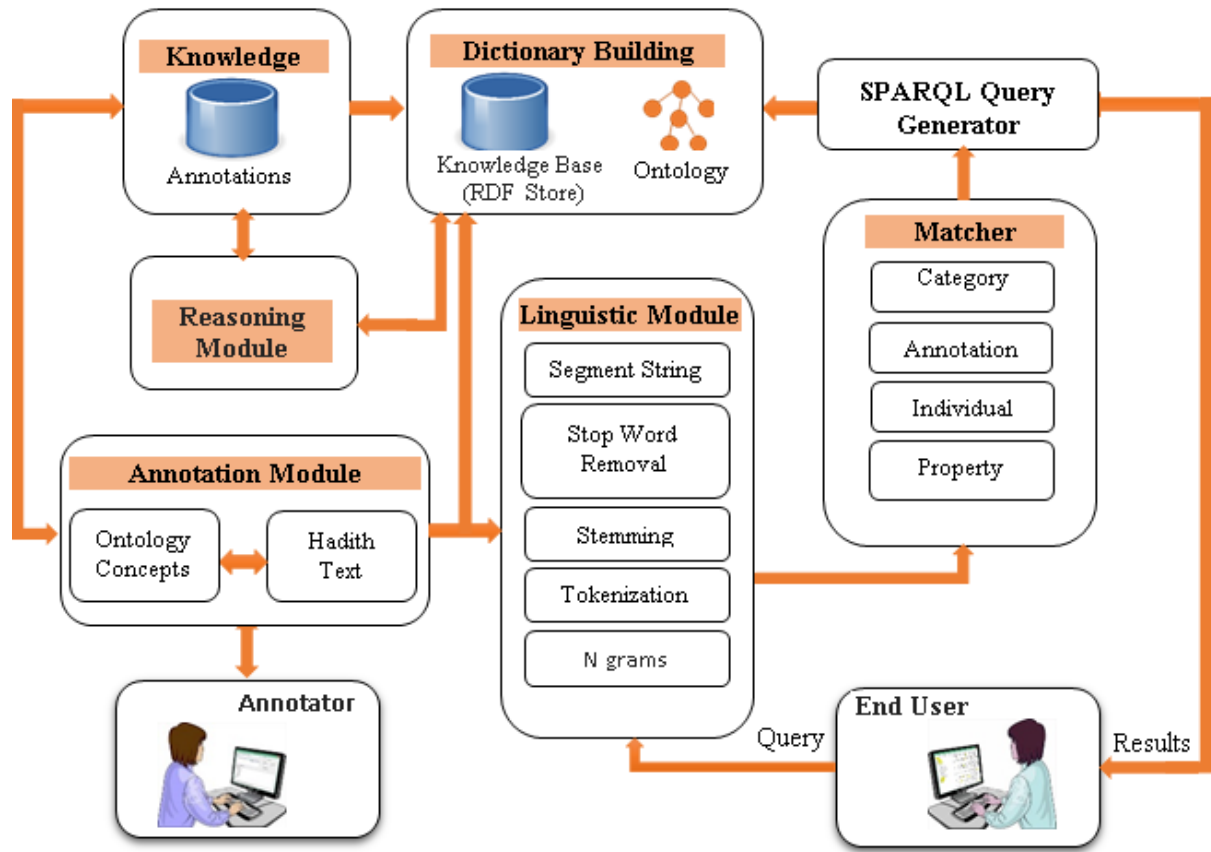 Knowledge
Annotations
Dictionary Building
Knowledge Base
(RDF Store)
Ontology
SPARQL Query
Generator
Reasoning
Module
Matcher
Category
Annotation
Individual
Property
Linguistic Module
Segment String
Stop Word
Removal
Stemming
Tokenization
N grams
Annotation Module
Ontology
Concepts
Hadith
Text
Annotator
End User
Query
Results